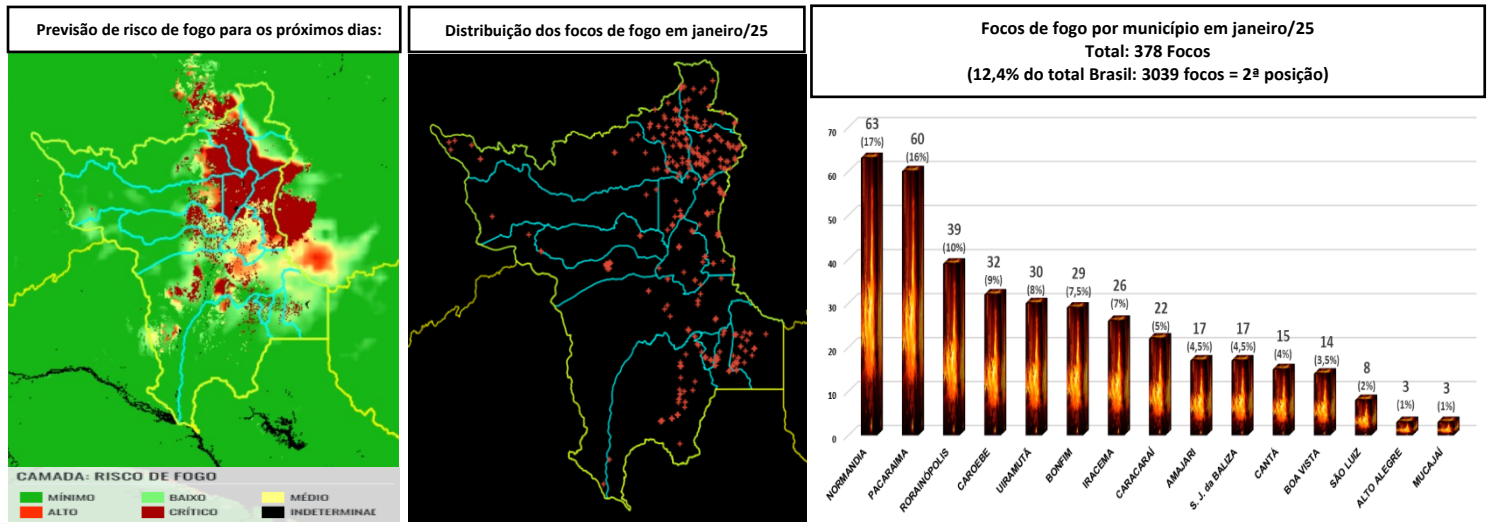 Previsão de risco de fogo para os próximos dias:
CAMADA: RISCO DE FOGO
MÍNIMO
BAIXO
MÉDIO
ALTO
CRÍTICO
INDETERMINAE
Distribuição dos focos de fogo em janeiro/25
Focos de fogo por município em janeiro/25
Total: 378 Focos
(12,4% do total Brasil: 3039 focos = 2ª posição)
70
60
50
40
30
20
10
0
63
(17%)
60
(16%)
39
(10%)
32
(9%)
30
(8%)
29
(7,5%)
26
(7%)
22
(5%)
17
(4,5%)
17
(4,5%)
15
(4%)
14
(3,5%)
8
(2%)
3
(1%)
3
(1%)
NORMANDIA
PACARAIMA
RORAINÓPOLIS
CAROEBE
UIRAMUTÃ
BONFIM
IRACEMA
CARACARAÍ
AMAJARI
S. J. da BALIZA
CANTÁ
BOA VISTA
SÃO LUIZ
ALTO ALEGRE
MUCAJAÍ